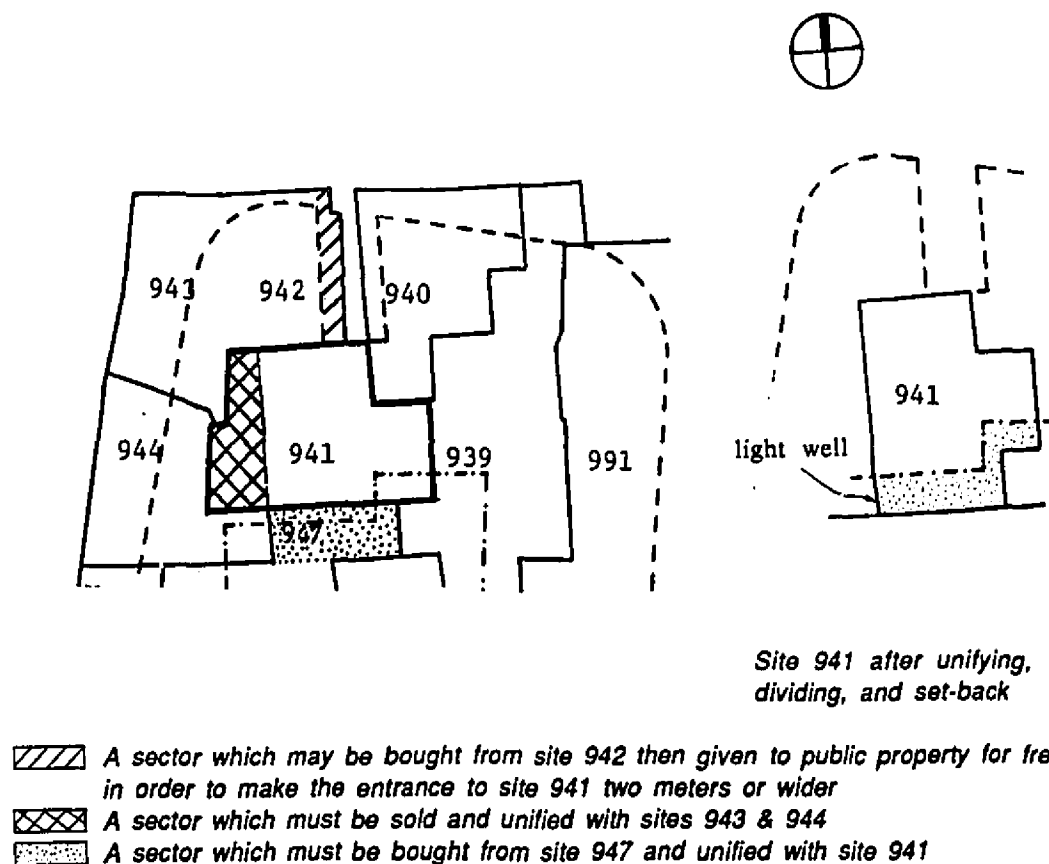 943 942 940
944 941 939 991
947
941
light well
Site 941 after unifying,
dividing, and set-back
A sector which may be bought from site 942 then given to public property for fre
in order to make the entrance to site 941 two meters or wider
A sector which must be sold and unified with sites 943 & 944
A sector which must be bought from site 947 and unified with site 941